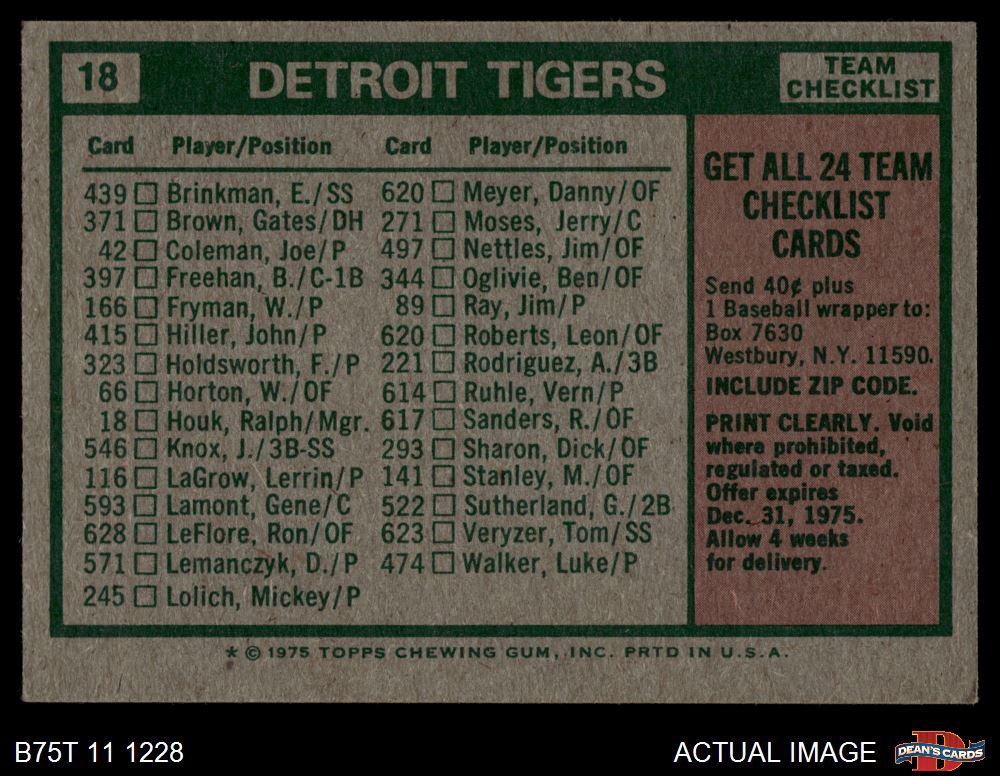 18
DETROIT TIGERS
TEAM
CHECKLIST
Card Player/Position
439 Brinkman, E./SS
371 Brown, Gates/DH
42 Coleman, Joe/P
397 Freehan, B./C-1B
166 Fryman, W./P
415 Hiller, John/P
323 Holdsworth, F./P
66 Horton, W./OF
18 Houk, Ralph/Mgr.
546 Knox, J./3B-SS
116 LaGrow, Lerrin/P
593 Lamont, Gene/C
628 LeFlore, Ron/OF
571 Lemanczyk, D./P
245 Lolich, Mickey/P
Card Player/Position
620 Meyer, Danny/OF
271 Moses, Jerry/C
497 Nettles, Jim/OF
344 Oglivie, Ben/OF
89 Ray, Jim/P
620 Roberts, Leon/OF
221 Rodriguez, A./3B
614 Ruhle, Vern/P
617 Sanders, R./OF
293 Sharon, Dick/OF
141 Stanley, M./OF
522 Sutherland, G./2B
623 Veryzer, Tom/SS
474 Walker, Luke/P
GET ALL 24 TEAM
CHECKLIST
CARDS
Send 40¢ plus
1 Baseball wrapper to:
Box 7630
Westbury, N.Y. 11590.
INCLUDE ZIP CODE.
PRINT CLEARLY. Void
where prohibited,
regulated or taxed.
Offer expires
Dec. 31, 1975.
Allow 4 weeks
for delivery.
* © 1975 TOPPS CHEWING GUM, INC. PRTD IN U.S.A.
B75T 11 1228
ACTUAL IMAGE
DEAN'S CARDS